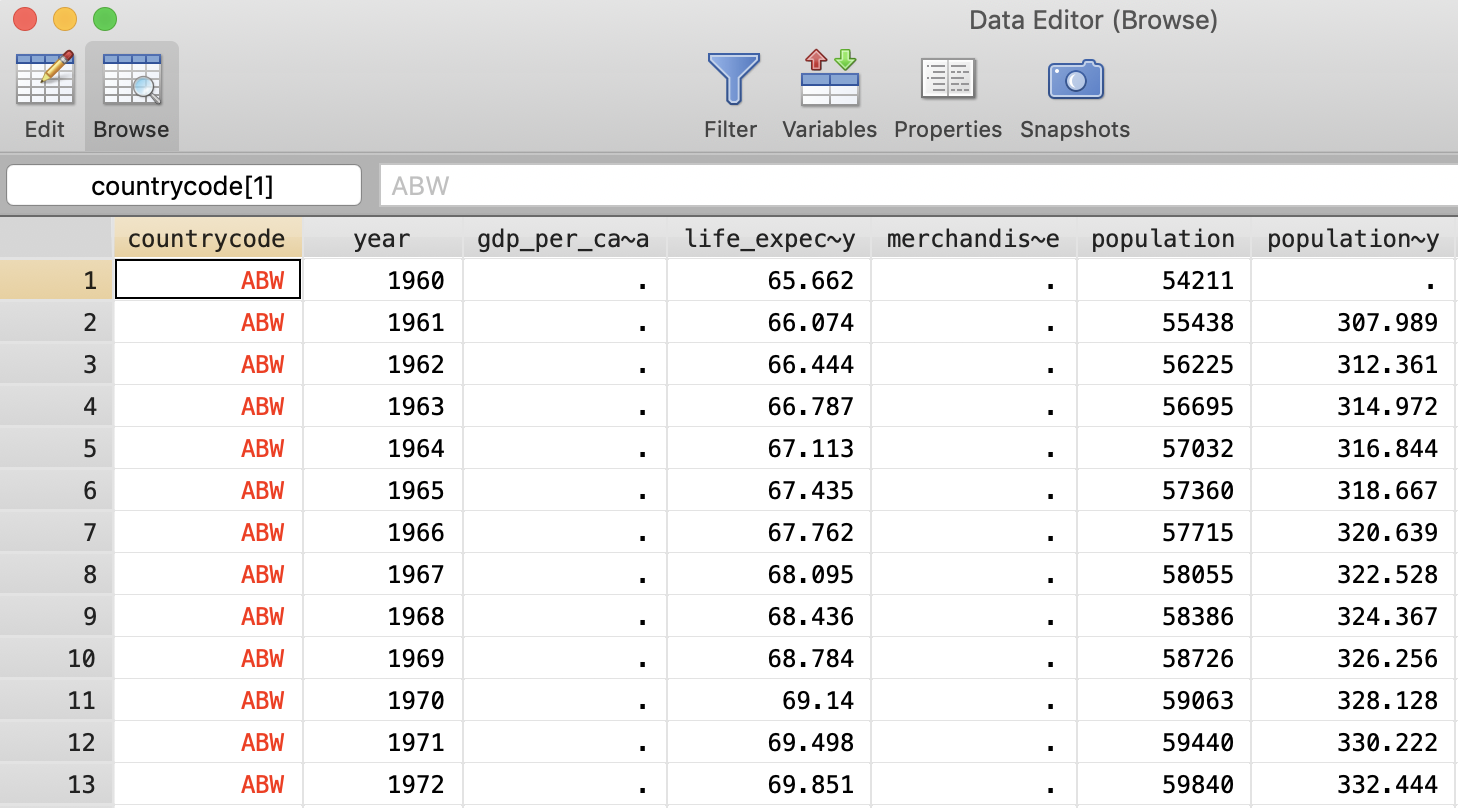 Data Editor (Browse)
Edit Browse Filter Variables Properties Snapshots
countrycode[1] ABW
countrycode year gdp_per_ca~a life_expec~y merchandis~e population population~y
1 ABW 1960 . 65.662 . 54211 .
2 ABW 1961 . 66.074 . 55438 307.989
3 ABW 1962 . 66.444 . 56225 312.361
4 ABW 1963 . 66.787 . 56695 314.972
5 ABW 1964 . 67.113 . 57032 316.844
6 ABW 1965 . 67.435 . 57360 318.667
7 ABW 1966 . 67.762 . 57715 320.639
8 ABW 1967 . 68.095 . 58055 322.528
9 ABW 1968 . 68.436 . 58386 324.367
10 ABW 1969 . 68.784 . 58726 326.256
11 ABW 1970 . 69.14 . 59063 328.128
12 ABW 1971 . 69.498 . 59440 330.222
13 ABW 1972 . 69.851 . 59840 332.444